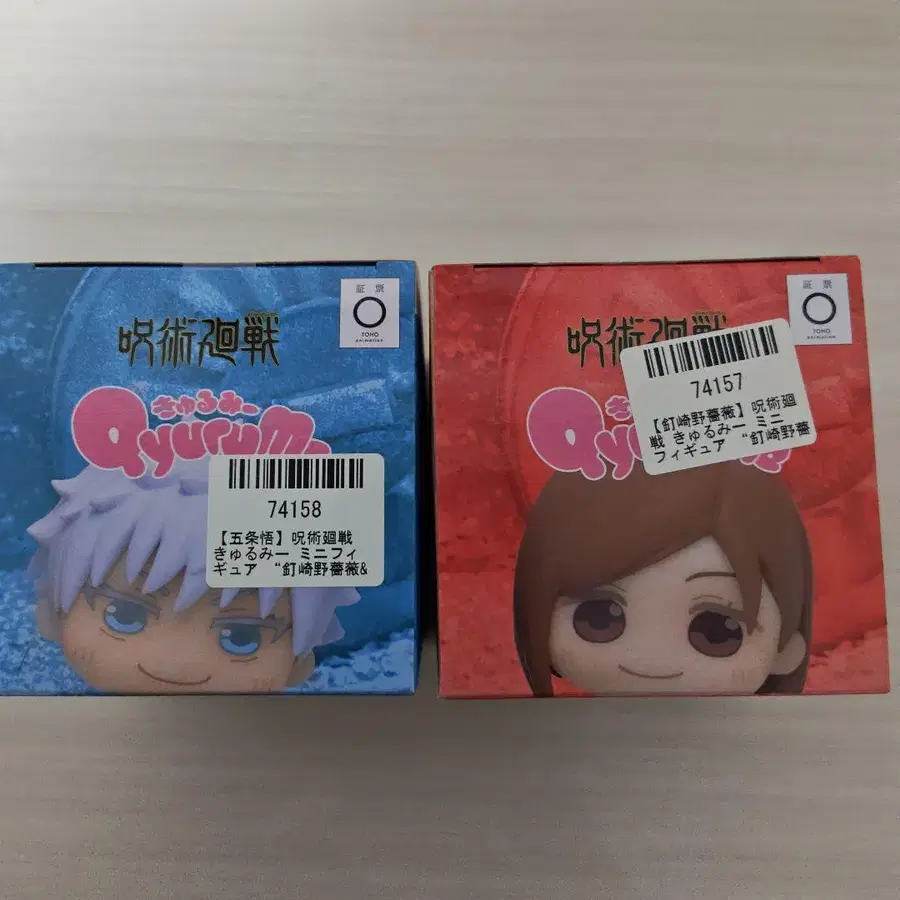 呪術廻戦
証票
TOHO
animation
きゅるみー
74158
【五条悟】呪術廻戦
きゅるみー ミニフィ
ギュア “釘崎野薔薇&
呪術廻戦
証票
TOHO
animation
74157
【釘崎野薔薇】呪術廻
戦 きゅるみー ミニ
フィギュア “釘崎野薔